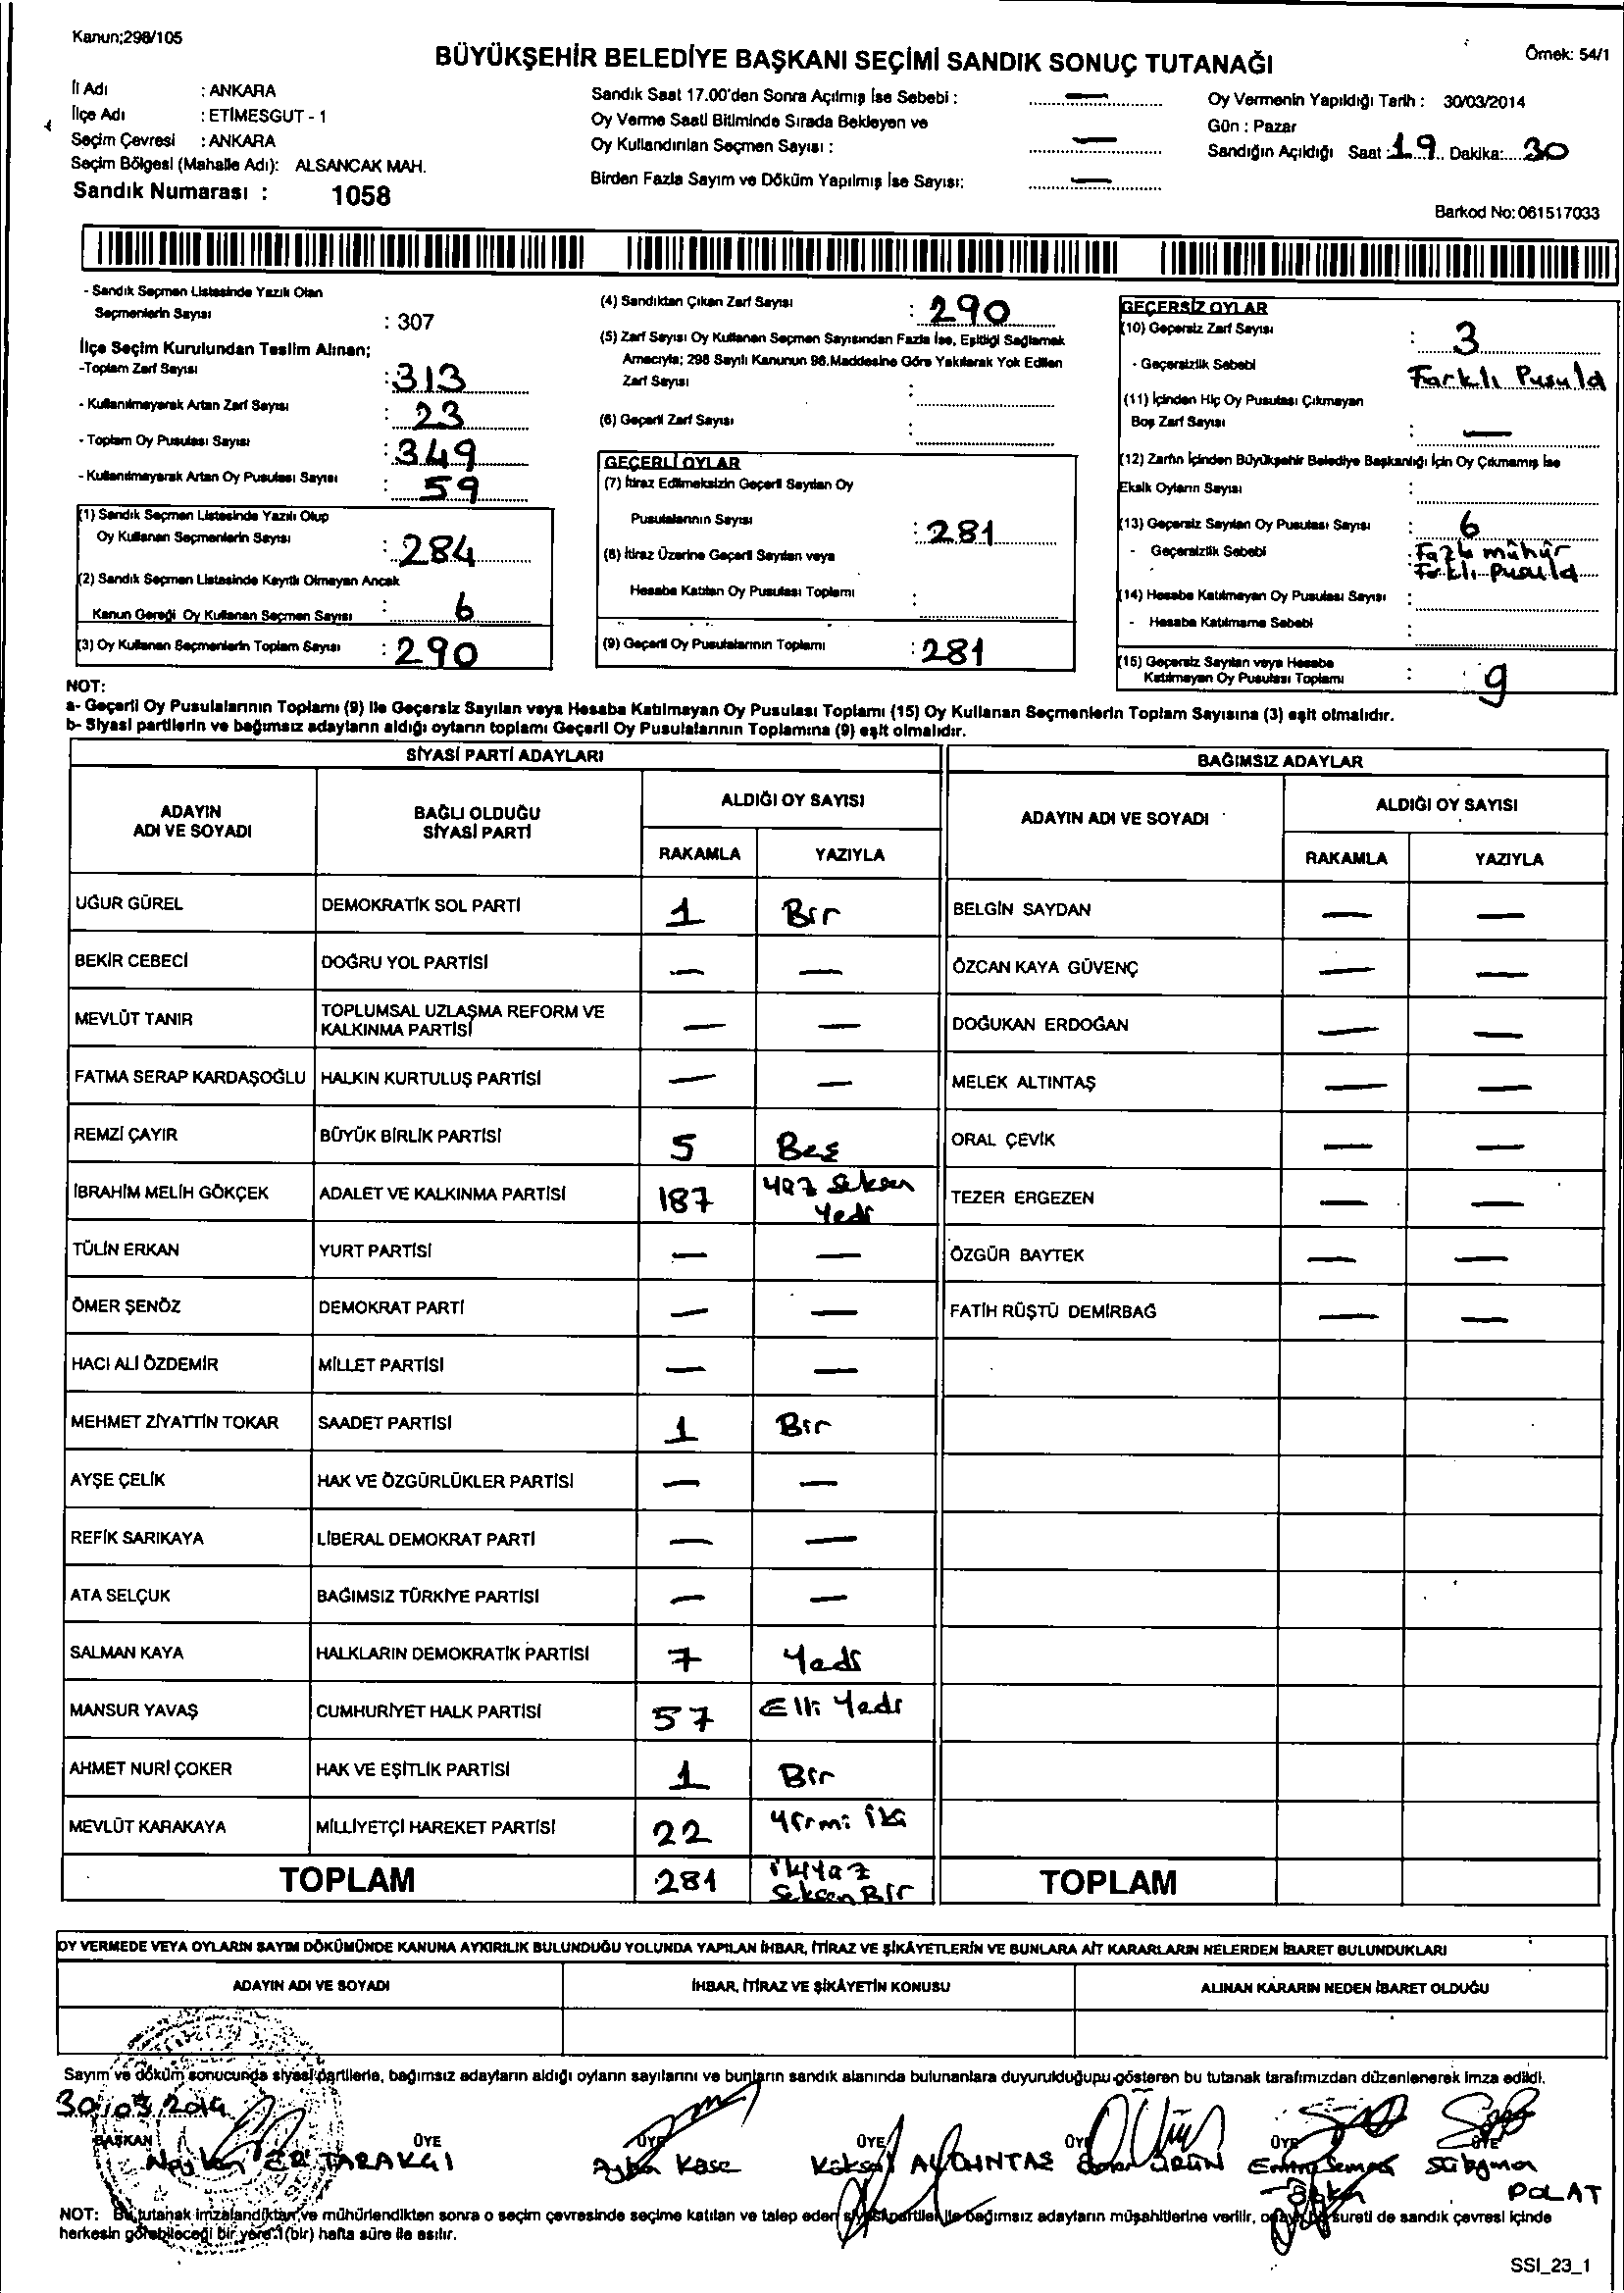 Kanun;298/105
BÜYÜKŞEHİR BELEDİYE BAŞKANI SEÇİMİ SANDIK SONUÇ TUTANAĞI
Örnek: 54/1
İl Adı : ANKARA
İlçe Adı : ETİMESGUT - 1
Seçim Çevresi : ANKARA
Seçim Bölgesi (Mahalle Adı): ALSANCAK MAH.
Sandık Numarası : 1058
Sandık Saat 17.00'den Sonra Açılmış İse Sebebi : —
Oy Verme Saati Bitiminde Sırada Bekleyen ve
Oy Kullandırılan Seçmen Sayısı : —
Birden Fazla Sayım ve Döküm Yapılmış İse Sayısı: —
Oy Vermenin Yapıldığı Tarih : 30/03/2014
Gün : Pazar
Sandığın Açıldığı Saat : 19 Dakika: 30
Barkod No: 061517033
- Sandık Seçmen Listesinde Yazılı Olan
Seçmenlerin Sayısı : 307
İlçe Seçim Kurulundan Teslim Alınan;
-Toplam Zarf Sayısı : 313
- Kullanılmayarak Artan Zarf Sayısı : 23
- Toplam Oy Pusulası Sayısı : 349
- Kullanılmayarak Artan Oy Pusulası Sayısı : 59
(1) Sandık Seçmen Listesinde Yazılı Olup
Oy Kullanan Seçmenlerin Sayısı : 284
(2) Sandık Seçmen Listesinde Kayıtlı Olmayan Ancak
Kanun Gereği Oy Kullanan Seçmen Sayısı : 6
(3) Oy Kullanan Seçmenlerin Toplam Sayısı : 290
(4) Sandıktan Çıkan Zarf Sayısı : 290
(5) Zarf Sayısı Oy Kullanan Seçmen Sayısından Fazla İse, Eşitliği Sağlamak
Amacıyla; 298 Sayılı Kanunun 98.Maddesine Göre Yakılarak Yok Edilen
Zarf Sayısı :
(6) Geçerli Zarf Sayısı :
GEÇERLİ OYLAR
(7) İtiraz Edilmeksizin Geçerli Sayılan Oy
Pusulalarının Sayısı : 281
(8) İtiraz Üzerine Geçerli Sayılan veya
Hesaba Katılan Oy Pusulası Toplamı :
(9) Geçerli Oy Pusulalarının Toplamı : 281
GEÇERSİZ OYLAR
(10) Geçersiz Zarf Sayısı : 3
- Geçersizlik Sebebi Farklı Pusula
(11) İçinden Hiç Oy Pusulası Çıkmayan
Boş Zarf Sayısı : —
(12) Zarfın İçinden Büyükşehir Belediye Başkanlığı İçin Oy Çıkmamış İse
Eksik Oyların Sayısı :
(13) Geçersiz Sayılan Oy Pusulası Sayısı : 6
- Geçersizlik Sebebi : Fazla mühür
Farklı Pusula
(14) Hesaba Katılmayan Oy Pusulası Sayısı :
- Hesaba Katılmama Sebebi :
(15) Geçersiz Sayılan veya Hesaba
Katılmayan Oy Pusulası Toplamı : 9
NOT:
a- Geçerli Oy Pusulalarının Toplamı (9) ile Geçersiz Sayılan veya Hesaba Katılmayan Oy Pusulası Toplamı (15) Oy Kullanan Seçmenlerin Toplam Sayısına (3) eşit olmalıdır.
b- Siyasi partilerin ve bağımsız adayların aldığı oyların toplamı Geçerli Oy Pusulalarının Toplamına (9) eşit olmalıdır.
SİYASİ PARTİ ADAYLARI BAĞIMSIZ ADAYLAR
ADAYIN ADI VE SOYADI BAĞLI OLDUĞU SİYASİ PARTİ ALDIĞI OY SAYISI ADAYIN ADI VE SOYADI ALDIĞI OY SAYISI
RAKAMLA YAZIYLA RAKAMLA YAZIYLA
UĞUR GÜREL DEMOKRATİK SOL PARTİ 1 Bir BELGİN SAYDAN — —
BEKİR CEBECİ DOĞRU YOL PARTİSİ — — ÖZCAN KAYA GÜVENÇ — —
MEVLÜT TANIR TOPLUMSAL UZLAŞMA REFORM VE KALKINMA PARTİSİ — — DOĞUKAN ERDOĞAN — —
FATMA SERAP KARDAŞOĞLU HALKIN KURTULUŞ PARTİSİ — — MELEK ALTINTAŞ — —
REMZİ ÇAYIR BÜYÜK BİRLİK PARTİSİ 5 Beş ORAL ÇEVİK — —
İBRAHİM MELİH GÖKÇEK ADALET VE KALKINMA PARTİSİ 187 Yüz Seksen Yedi TEZER ERGEZEN — —
TÜLİN ERKAN YURT PARTİSİ — — ÖZGÜR BAYTEK — —
ÖMER ŞENÖZ DEMOKRAT PARTİ — — FATİH RÜŞTÜ DEMİRBAĞ — —
HACI ALİ ÖZDEMİR MİLLET PARTİSİ — —
MEHMET ZİYATTİN TOKAR SAADET PARTİSİ 1 Bir
AYŞE ÇELİK HAK VE ÖZGÜRLÜKLER PARTİSİ — —
REFİK SARIKAYA LİBERAL DEMOKRAT PARTİ — —
ATA SELÇUK BAĞIMSIZ TÜRKİYE PARTİSİ — —
SALMAN KAYA HALKLARIN DEMOKRATİK PARTİSİ 7 Yedi
MANSUR YAVAŞ CUMHURİYET HALK PARTİSİ 57 Elli Yedi
AHMET NURİ ÇOKER HAK VE EŞİTLİK PARTİSİ 1 Bir
MEVLÜT KARAKAYA MİLLİYETÇİ HAREKET PARTİSİ 22 Yirmi iki
TOPLAM 281 ikiyüz Seksen Bir TOPLAM
OY VERMEDE VEYA OYLARIN SAYIM DÖKÜMÜNDE KANUNA AYKIRILIK BULUNDUĞU YOLUNDA YAPILAN İHBAR, İTİRAZ VE ŞİKÂYETLERİN VE BUNLARA AİT KARARLARIN NELERDEN İBARET BULUNDUKLARI
ADAYIN ADI VE SOYADI İHBAR, İTİRAZ VE ŞİKÂYETİN KONUSU ALINAN KARARIN NEDEN İBARET OLDUĞU
Sayım ve döküm sonucunda siyasi partilerle, bağımsız adayların aldığı oyların sayılarını ve bunların sandık alanında bulunanlara duyurulduğunu gösteren bu tutanak tarafımızdan düzenlenerek imza edildi.
30/03/2014
BAŞKAN ÜYE ÜYE ÜYE ÜYE ÜYE ÜYE
TARAKÇI Köse Köksal AYDINTAŞ ÜRÜN Süleyman
POLAT
NOT: Bu tutanak imzalandıktan ve mühürlendikten sonra o seçim çevresinde seçime katılan ve talep eden siyasi partiler ile bağımsız adayların müşahitlerine verilir, onaylı bir sureti de sandık çevresi içinde
herkesin görebileceği bir yere 1 (bir) hafta süre ile asılır.
SSI_23_1